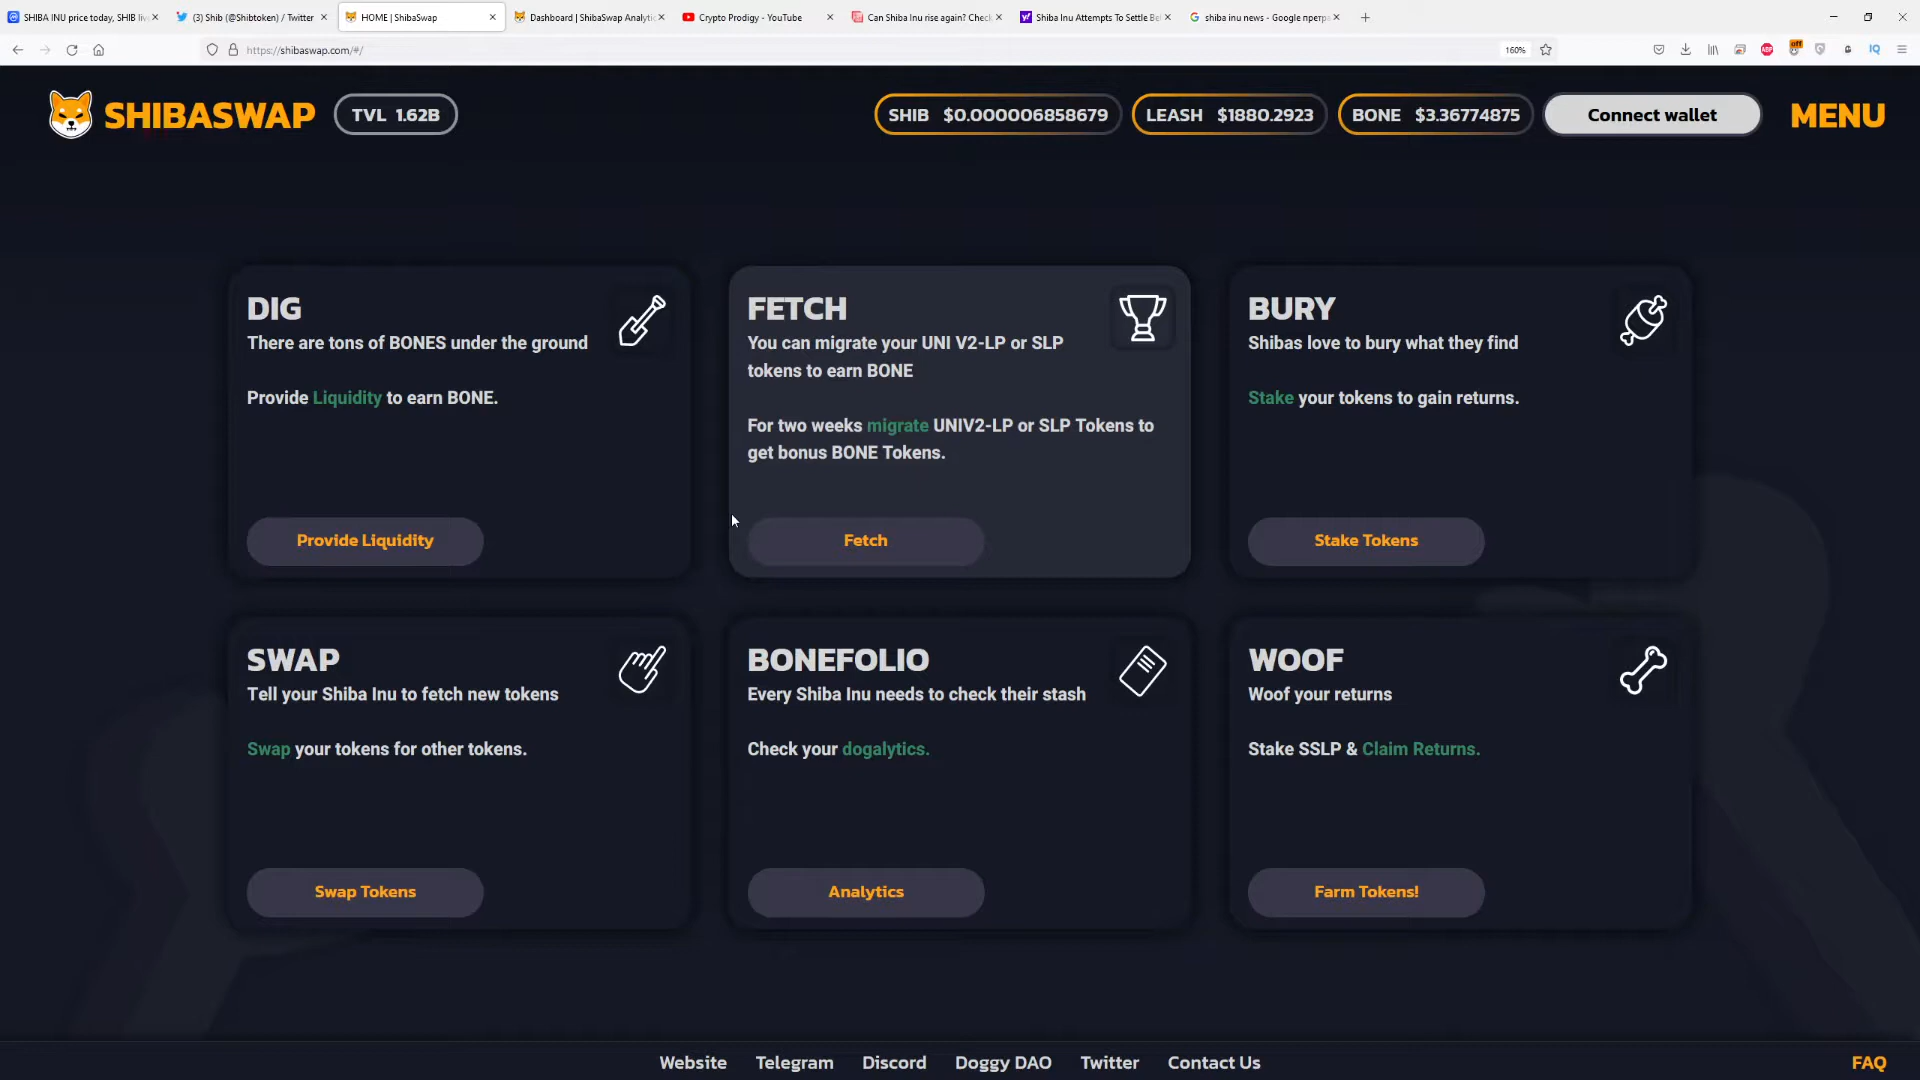 SHIBA INU price today, SHIB liv
(3) Shib (@Shibtoken) / Twitter
HOME | ShibaSwap
Dashboard | ShibaSwap Analytic
Crypto Prodigy - YouTube
Can Shiba Inu rise again? Check
Shiba Inu Attempts To Settle Be
shiba inu news - Google претр
https://shibaswap.com/#/
160%
ABP
off
IQ
SHIBASWAP
TVL 1.62B
SHIB $0.000006858679
LEASH $1880.2923
BONE $3.36774875
Connect wallet
MENU
DIG
There are tons of BONES under the ground
Provide Liquidity to earn BONE.
Provide Liquidity
FETCH
You can migrate your UNI V2-LP or SLP
tokens to earn BONE
For two weeks migrate UNIV2-LP or SLP Tokens to
get bonus BONE Tokens.
Fetch
BURY
Shibas love to bury what they find
Stake your tokens to gain returns.
Stake Tokens
SWAP
Tell your Shiba Inu to fetch new tokens
Swap your tokens for other tokens.
Swap Tokens
BONEFOLIO
Every Shiba Inu needs to check their stash
Check your dogalytics.
Analytics
WOOF
Woof your returns
Stake SSLP & Claim Returns.
Farm Tokens!
Website
Telegram
Discord
Doggy DAO
Twitter
Contact Us
FAQ